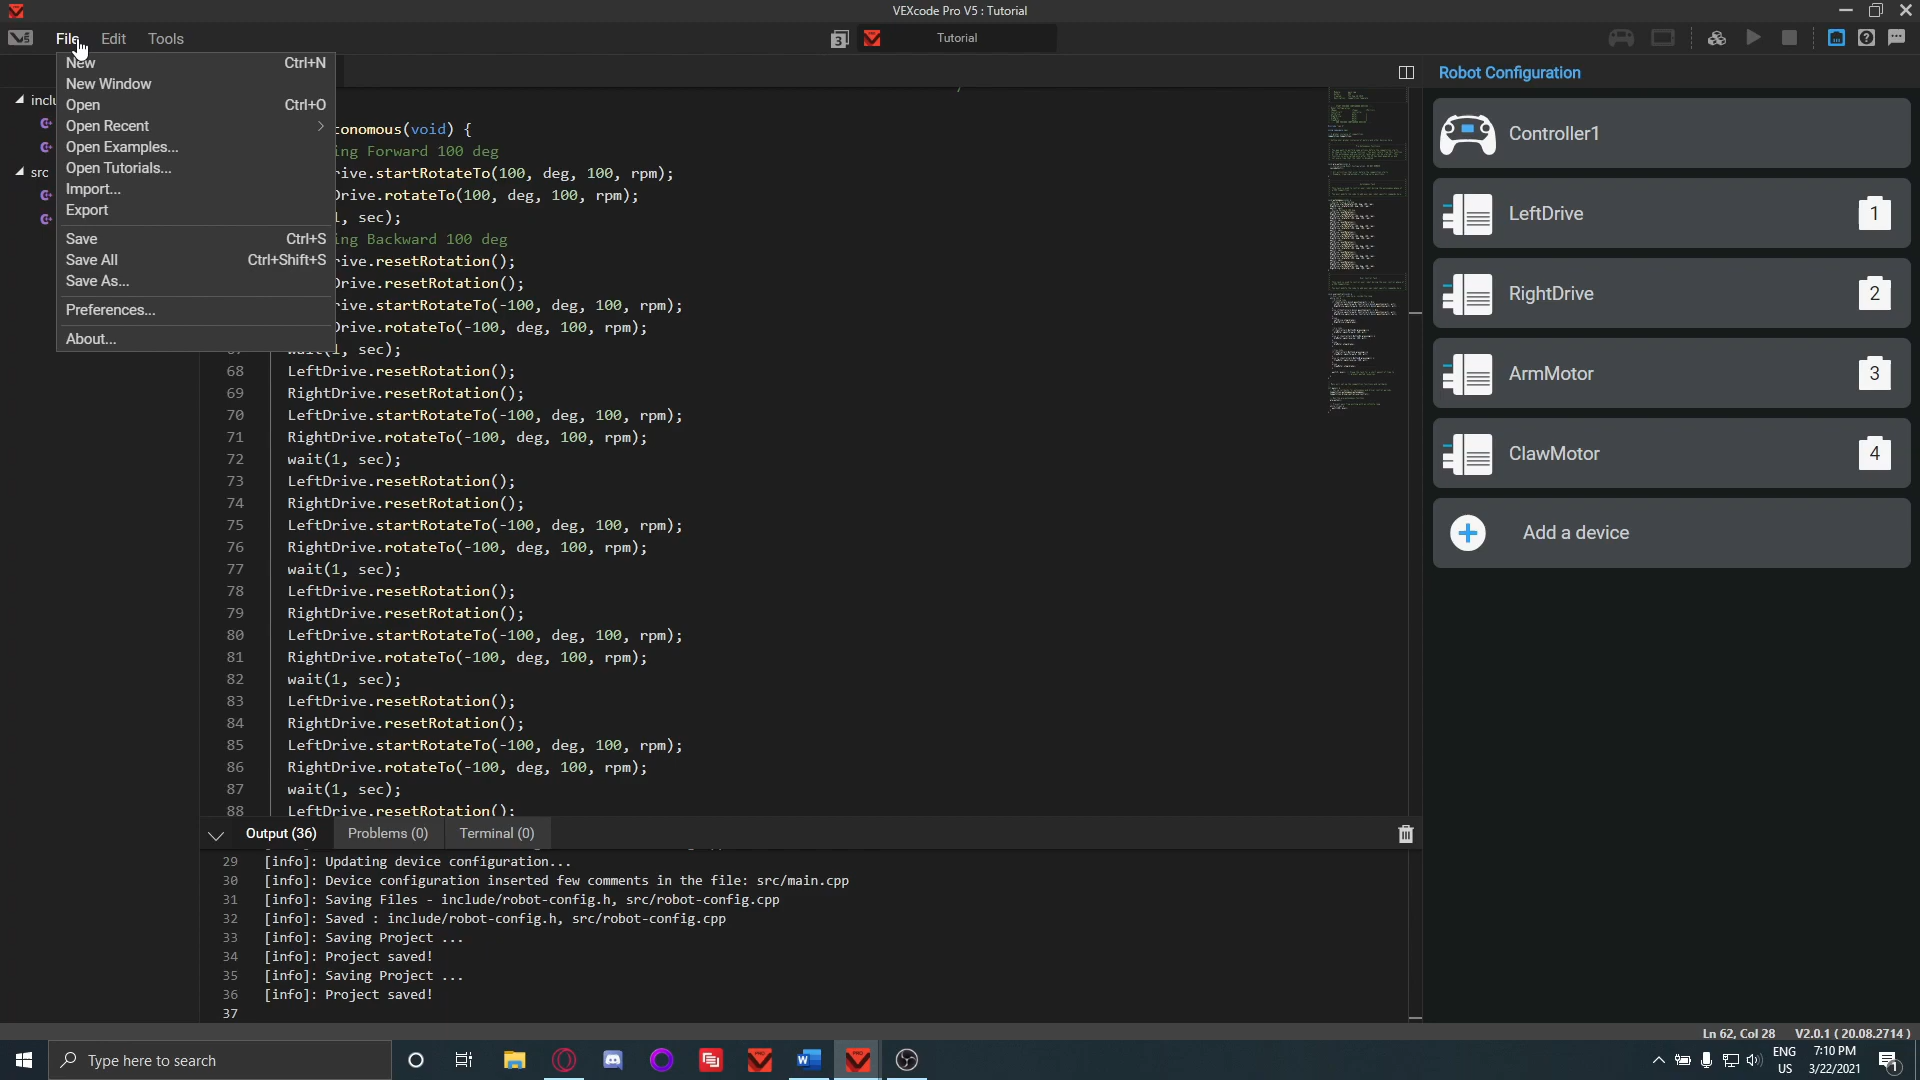 VEXcode Pro V5 : Tutorial
V5 File Edit Tools
3 Tutorial
New Ctrl+N
New Window
Open Ctrl+O
Open Recent >
Open Examples...
Open Tutorials...
Import...
Export
Save Ctrl+S
Save All Ctrl+Shift+S
Save As...
Preferences...
About...
inclu
src
tonomous(void) {
ing Forward 100 deg
rive.startRotateTo(100, deg, 100, rpm);
Drive.rotateTo(100, deg, 100, rpm);
1, sec);
ing Backward 100 deg
rive.resetRotation();
Drive.resetRotation();
rive.startRotateTo(-100, deg, 100, rpm);
Drive.rotateTo(-100, deg, 100, rpm);
67 wait(1, sec);
68 LeftDrive.resetRotation();
69 RightDrive.resetRotation();
70 LeftDrive.startRotateTo(-100, deg, 100, rpm);
71 RightDrive.rotateTo(-100, deg, 100, rpm);
72 wait(1, sec);
73 LeftDrive.resetRotation();
74 RightDrive.resetRotation();
75 LeftDrive.startRotateTo(-100, deg, 100, rpm);
76 RightDrive.rotateTo(-100, deg, 100, rpm);
77 wait(1, sec);
78 LeftDrive.resetRotation();
79 RightDrive.resetRotation();
80 LeftDrive.startRotateTo(-100, deg, 100, rpm);
81 RightDrive.rotateTo(-100, deg, 100, rpm);
82 wait(1, sec);
83 LeftDrive.resetRotation();
84 RightDrive.resetRotation();
85 LeftDrive.startRotateTo(-100, deg, 100, rpm);
86 RightDrive.rotateTo(-100, deg, 100, rpm);
87 wait(1, sec);
88 LeftDrive.resetRotation();
Output (36) Problems (0) Terminal (0)
29 [info]: Updating device configuration...
30 [info]: Device configuration inserted few comments in the file: src/main.cpp
31 [info]: Saving Files - include/robot-config.h, src/robot-config.cpp
32 [info]: Saved : include/robot-config.h, src/robot-config.cpp
33 [info]: Saving Project ...
34 [info]: Project saved!
35 [info]: Saving Project ...
36 [info]: Project saved!
37
Robot Configuration
Controller1
LeftDrive 1
RightDrive 2
ArmMotor 3
ClawMotor 4
Add a device
Ln 62, Col 28 V2.0.1 ( 20.08.2714 )
Type here to search
ENG
US
7:10 PM
3/22/2021
1